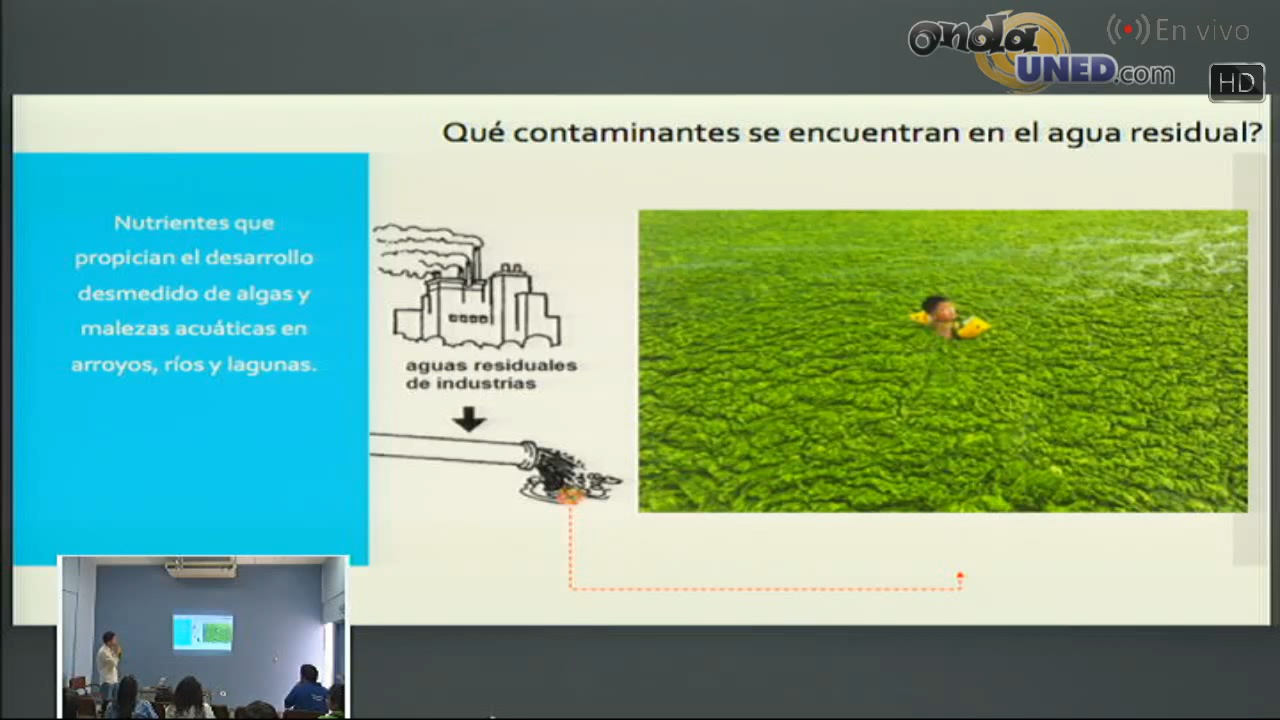 onda
UNED.com
En vivo
HD
Qué contaminantes se encuentran en el agua residual?
Nutrientes que
propician el desarrollo
desmedido de algas y
malezas acuáticas en
arroyos, ríos y lagunas.
aguas residuales
de industrias